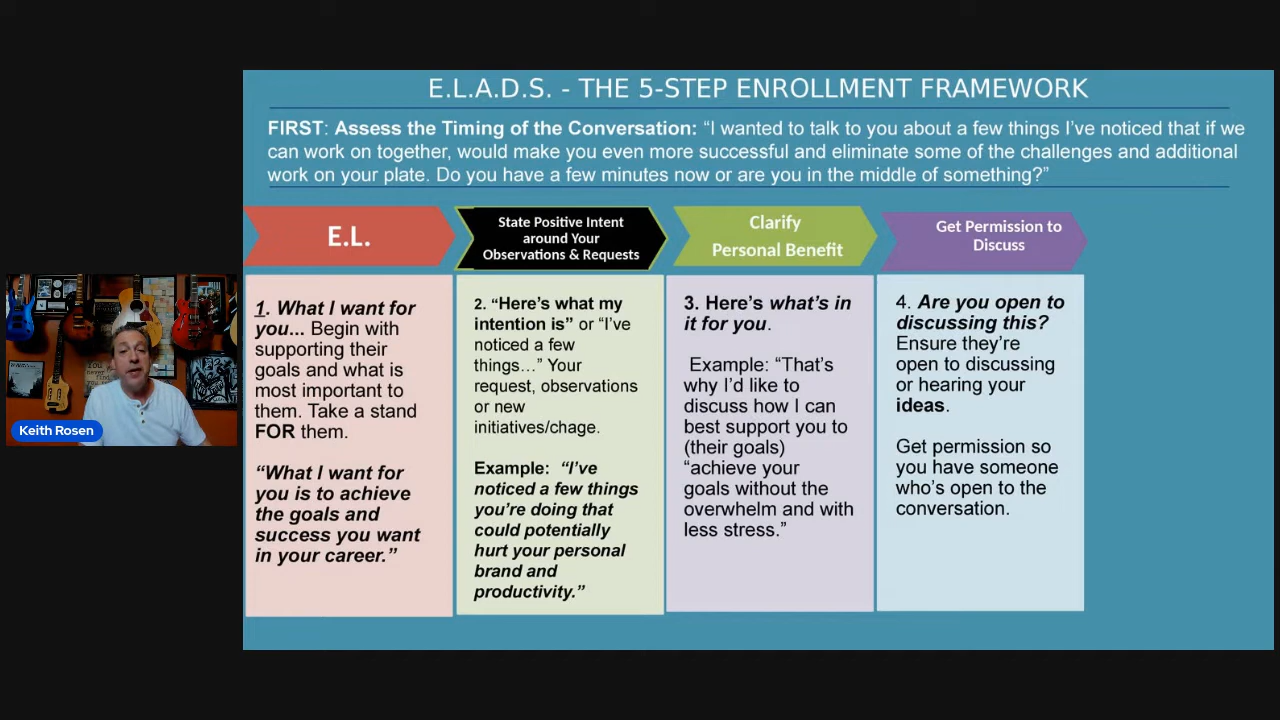 E.L.A.D.S. - THE 5-STEP ENROLLMENT FRAMEWORK
FIRST: Assess the Timing of the Conversation: “I wanted to talk to you about a few things I’ve noticed that if we
can work on together, would make you even more successful and eliminate some of the challenges and additional
work on your plate. Do you have a few minutes now or are you in the middle of something?”
E.L.
1. What I want for
you... Begin with
supporting their
goals and what is
most important to
them. Take a stand
FOR them.
“What I want for
you is to achieve
the goals and
success you want
in your career.”
State Positive Intent
around Your
Observations & Requests
2. “Here’s what my
intention is” or “I’ve
noticed a few
things…” Your
request, observations
or new
initiatives/chage.
Example: “I’ve
noticed a few things
you’re doing that
could potentially
hurt your personal
brand and
productivity.”
Clarify
Personal Benefit
3. Here’s what’s in
it for you.
Example: “That’s
why I’d like to
discuss how I can
best support you to
(their goals)
“achieve your
goals without the
overwhelm and with
less stress.”
Get Permission to
Discuss
4. Are you open to
discussing this?
Ensure they’re
open to discussing
or hearing your
ideas.
Get permission so
you have someone
who’s open to the
conversation.
Keith Rosen